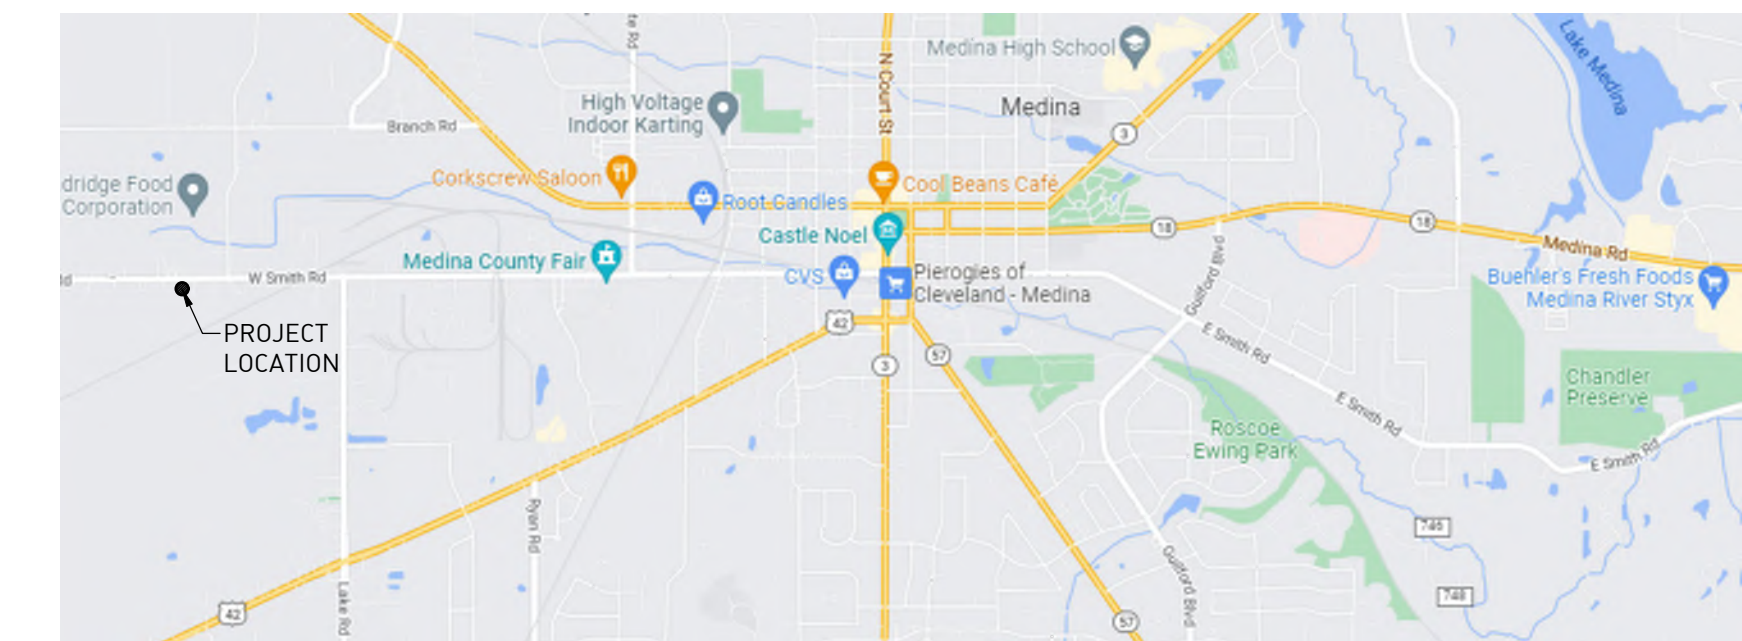 te Rd
N Court St
Medina High School
Lake Medina
Medina
High Voltage
Indoor Karting
Branch Rd
3
Corkscrew Saloon
Cool Beans Café
dridge Food
Corporation
Root Candles
Castle Noel
18
18
Medina Rd
Medina County Fair
CVS
Pierogies of
Cleveland - Medina
Guilford Blvd
Buehler's Fresh Foods
Medina River Styx
Rd
W Smith Rd
PROJECT
LOCATION
42
3
57
E Smith Rd
Chandler
Preserve
E Smith Rd
Roscoe
Ewing Park
E Smith Rd
Ryan Rd
Guilford Blvd
Lake Rd
42
57
746
748